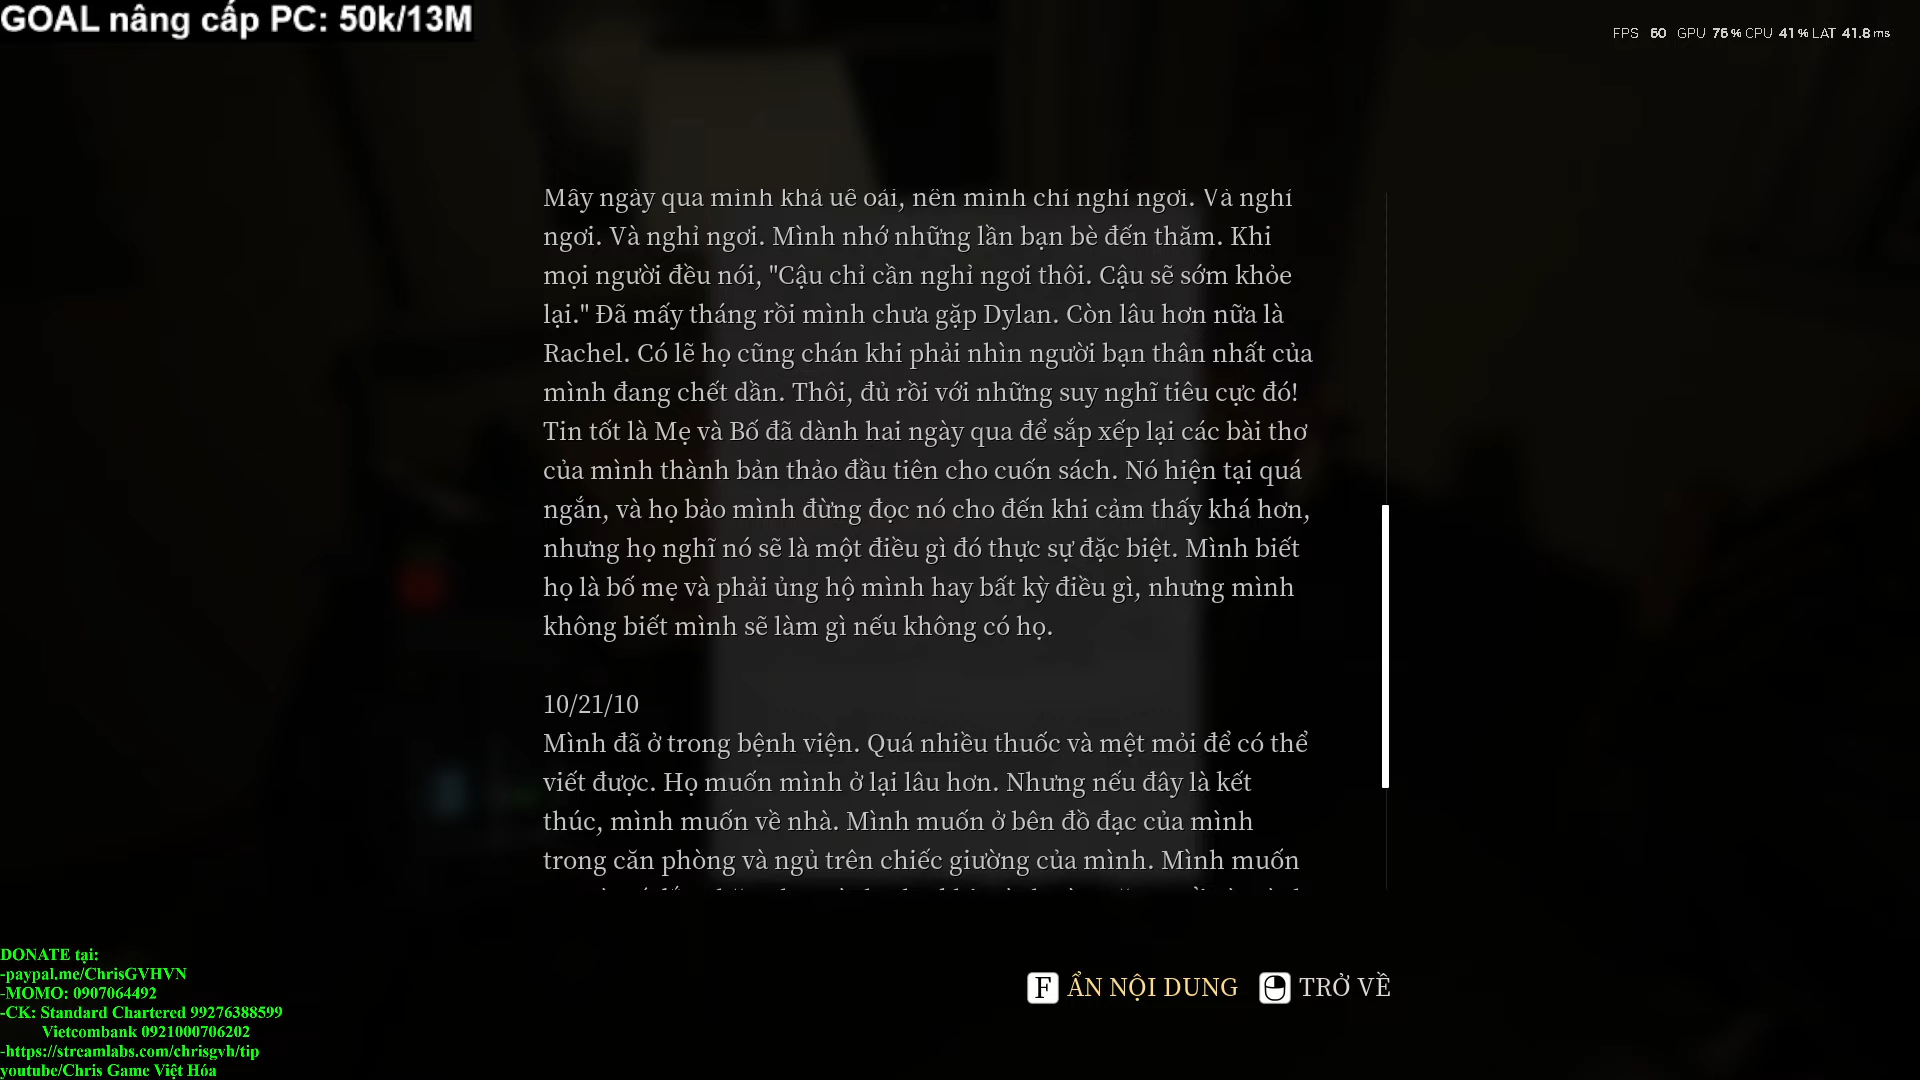 GOAL nâng cấp PC: 50k/13M
FPS 60 GPU 76% CPU 41% LAT 41.8 ms
Mấy ngày qua mình khá uể oải, nên mình chỉ nghỉ ngơi. Và nghỉ
ngơi. Và nghỉ ngơi. Mình nhớ những lần bạn bè đến thăm. Khi
mọi người đều nói, "Cậu chỉ cần nghỉ ngơi thôi. Cậu sẽ sớm khỏe
lại." Đã mấy tháng rồi mình chưa gặp Dylan. Còn lâu hơn nữa là
Rachel. Có lẽ họ cũng chán khi phải nhìn người bạn thân nhất của
mình đang chết dần. Thôi, đủ rồi với những suy nghĩ tiêu cực đó!
Tin tốt là Mẹ và Bố đã dành hai ngày qua để sắp xếp lại các bài thơ
của mình thành bản thảo đầu tiên cho cuốn sách. Nó hiện tại quá
ngắn, và họ bảo mình đừng đọc nó cho đến khi cảm thấy khá hơn,
nhưng họ nghĩ nó sẽ là một điều gì đó thực sự đặc biệt. Mình biết
họ là bố mẹ và phải ủng hộ mình hay bất kỳ điều gì, nhưng mình
không biết mình sẽ làm gì nếu không có họ.
10/21/10
Mình đã ở trong bệnh viện. Quá nhiều thuốc và mệt mỏi để có thể
viết được. Họ muốn mình ở lại lâu hơn. Nhưng nếu đây là kết
thúc, mình muốn về nhà. Mình muốn ở bên đồ đạc của mình
trong căn phòng và ngủ trên chiếc giường của mình. Mình muốn
F ẨN NỘI DUNG TRỞ VỀ
DONATE tại:
-paypal.me/ChrisGVHVN
-MOMO: 0907064492
-CK: Standard Chartered 99276388599
Vietcombank 0921000706202
-https://streamlabs.com/chrisgvh/tip
youtube/Chris Game Việt Hóa